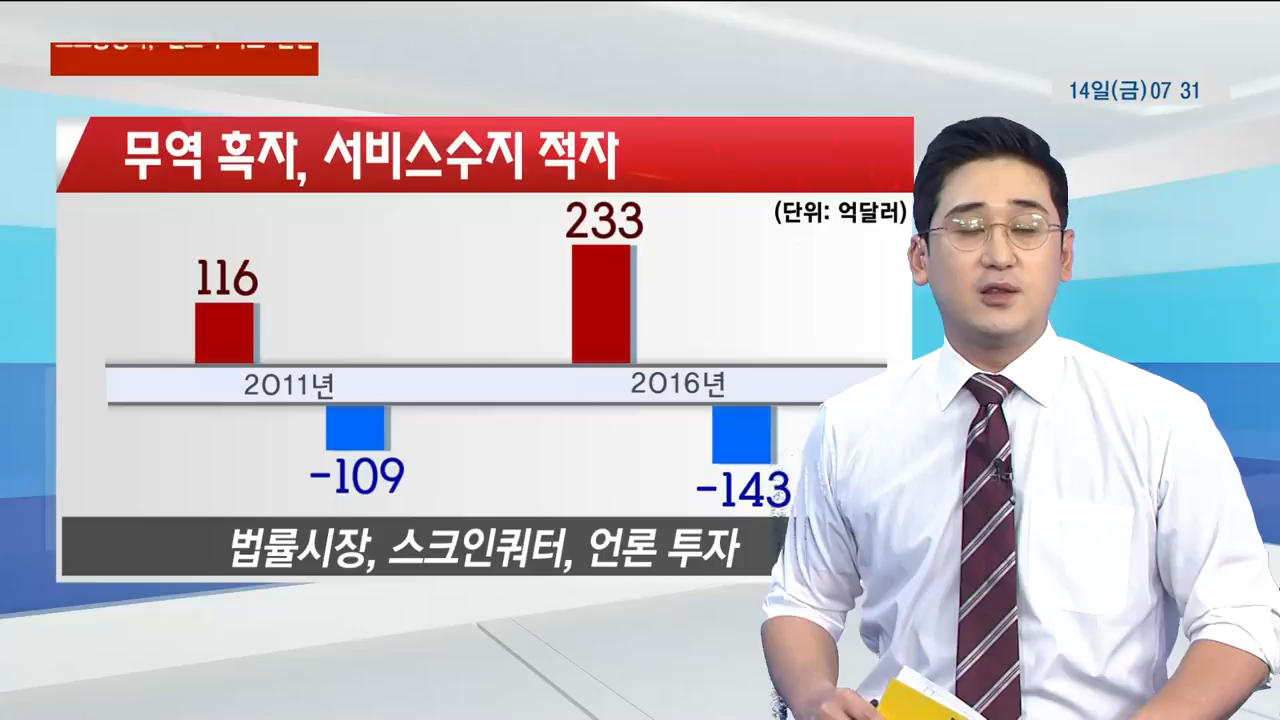 14일(금)07 31
무역 흑자, 서비스수지 적자
(단위: 억달러)
116
233
2011년
2016년
-109
-143
법률시장, 스크인쿼터, 언론 투자